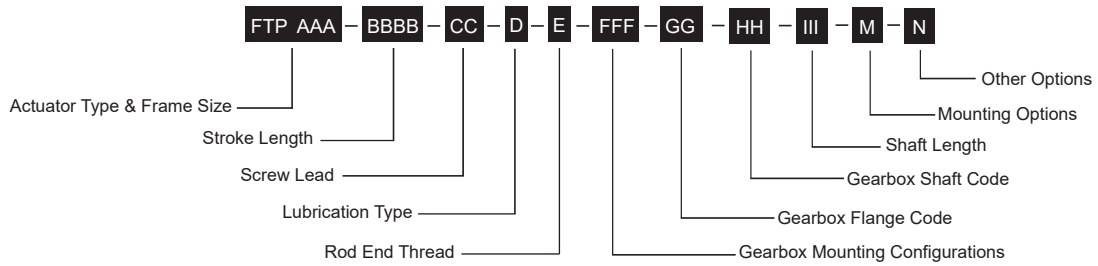 FTP AAA – BBBB – CC – D – E – FFF – GG – HH – III – M – N
Other Options
Actuator Type & Frame Size
Mounting Options
Stroke Length
Shaft Length
Screw Lead
Gearbox Shaft Code
Lubrication Type
Gearbox Flange Code
Rod End Thread
Gearbox Mounting Configurations